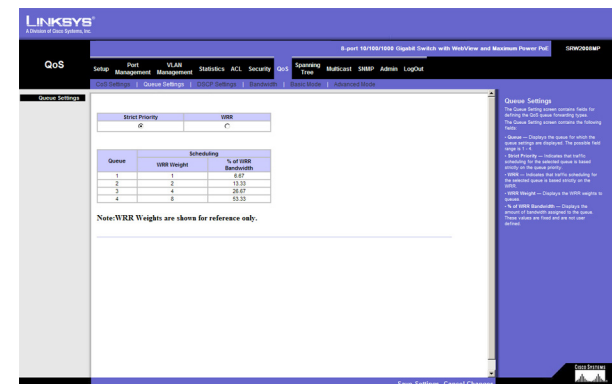 LINKSYS®
A Division of Cisco Systems, Inc.
8-port 10/100/1000 Gigabit Switch with WebView and Maximum Power PoE SRW2008MP
QoS
Setup Port Management VLAN Management Statistics ACL Security QoS Spanning Tree Multicast SNMP Admin LogOut
CoS Settings | Queue Settings | DSCP Settings | Bandwidth | Basic Mode | Advanced Mode
Queue Settings
Strict Priority WRR
Scheduling
Queue WRR Weight % of WRR Bandwidth
1 1 6.67
2 2 13.33
3 4 26.67
4 8 53.33
Note:WRR Weights are shown for reference only.
Queue Settings
The Queue Setting screen contains fields for
defining the QoS queue forwarding types.
The Queue Setting screen contains the following
fields:
• Queue — Displays the queue for which the
queue settings are displayed. The possible field
range is 1 - 4.
• Strict Priority — Indicates that traffic
scheduling for the selected queue is based
strictly on the queue priority.
• WRR — Indicates that traffic scheduling for
the selected queue is based strictly on the
WRR.
• WRR Weight — Displays the WRR weights to
queues.
• % of WRR Bandwidth — Displays the
amount of bandwidth assigned to the queue.
These values are fixed and are not user
defined.
Save Settings Cancel Changes
CISCO SYSTEMS